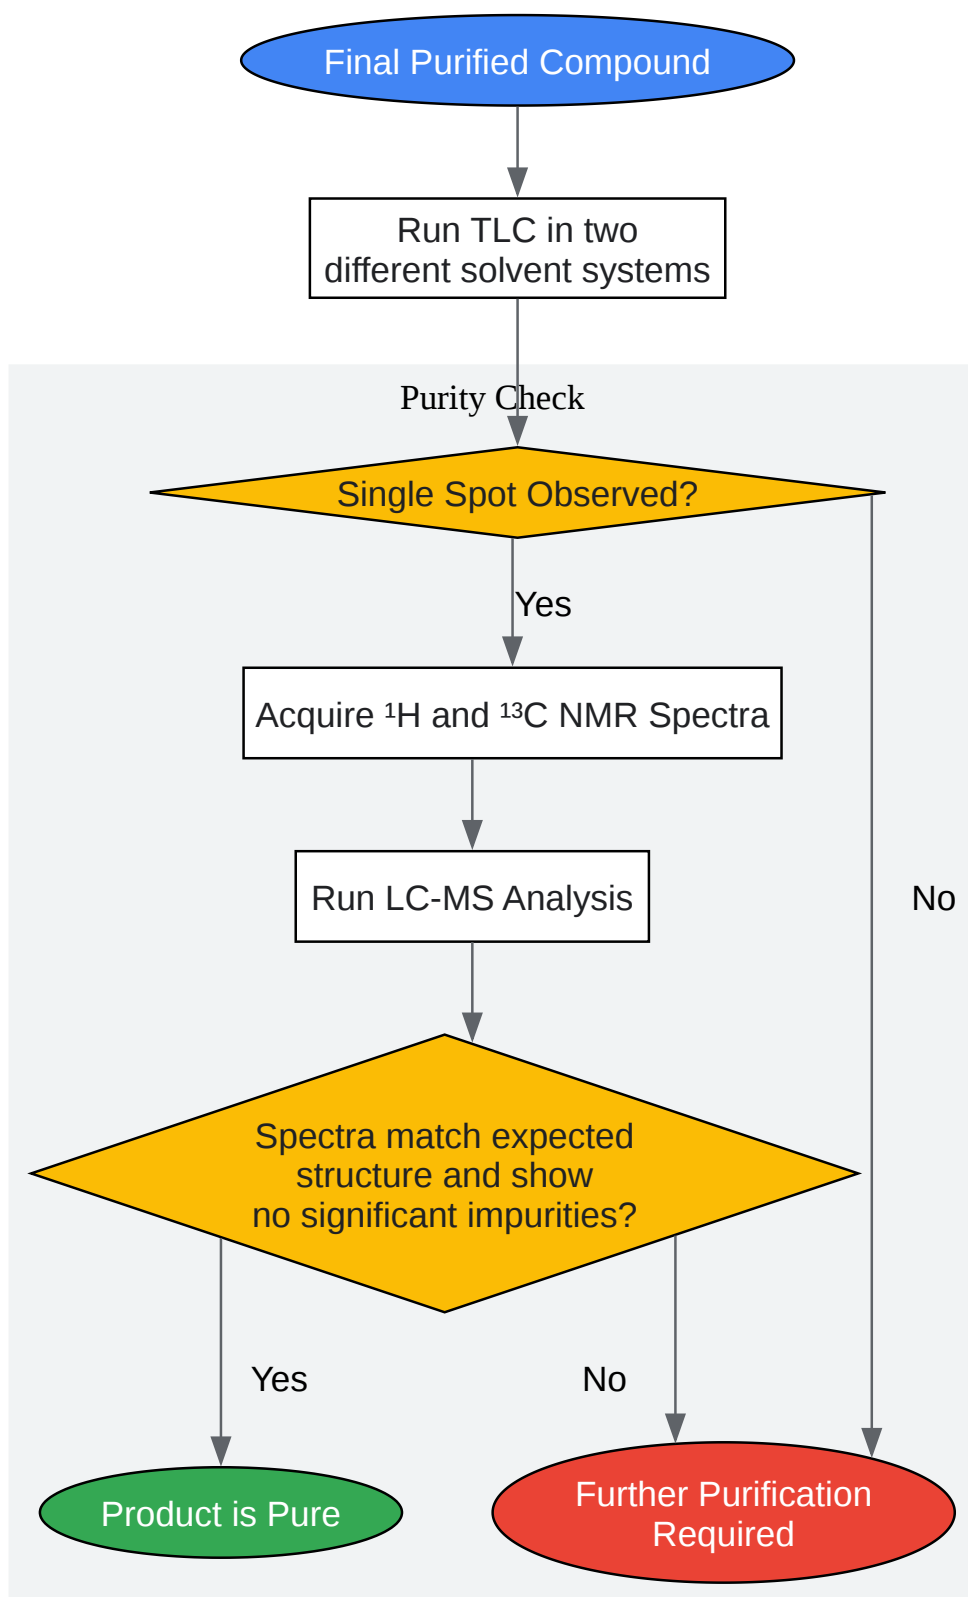 Final Purified Compound
Run TLC in two
different solvent systems
Purity Check
Single Spot Observed?
Yes
Acquire ¹H and ¹³C NMR Spectra
Run LC-MS Analysis
No
Spectra match expected
structure and show
no significant impurities?
Yes
No
Product is Pure
Further Purification
Required